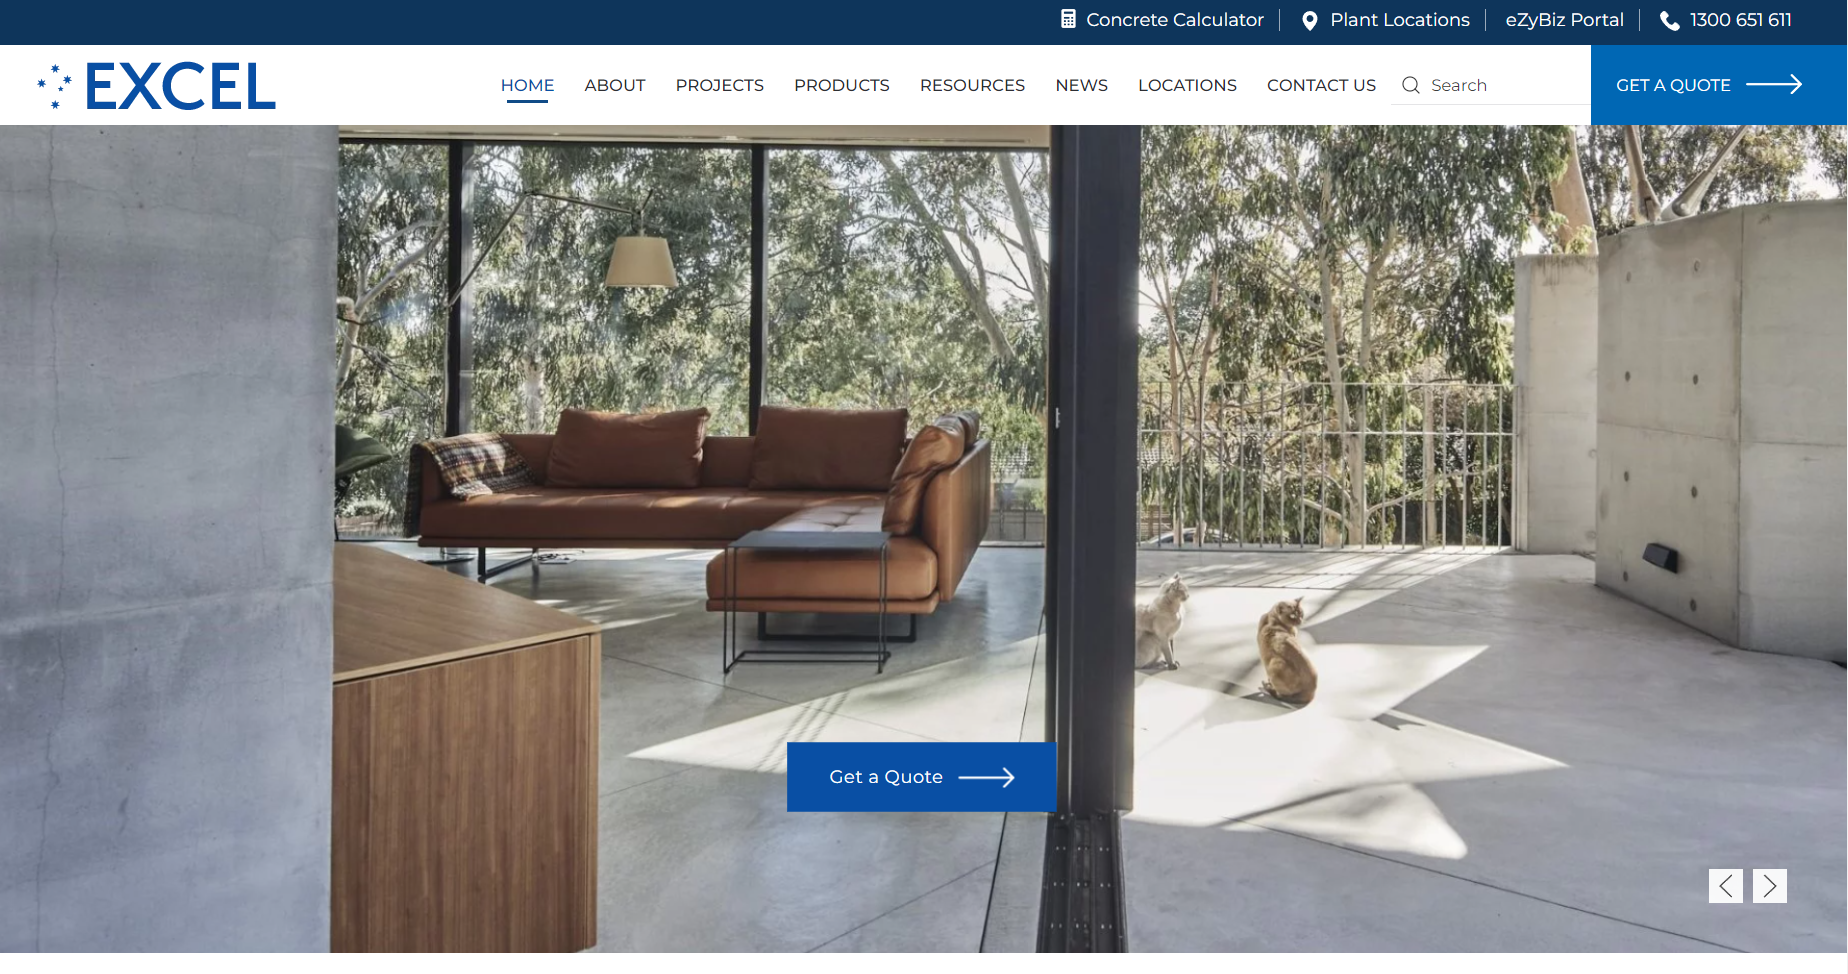 Concrete Calculator
Plant Locations
eZyBiz Portal
1300 651 611
EXCEL
HOME
ABOUT
PROJECTS
PRODUCTS
RESOURCES
NEWS
LOCATIONS
CONTACT US
Search
GET A QUOTE
Get a Quote